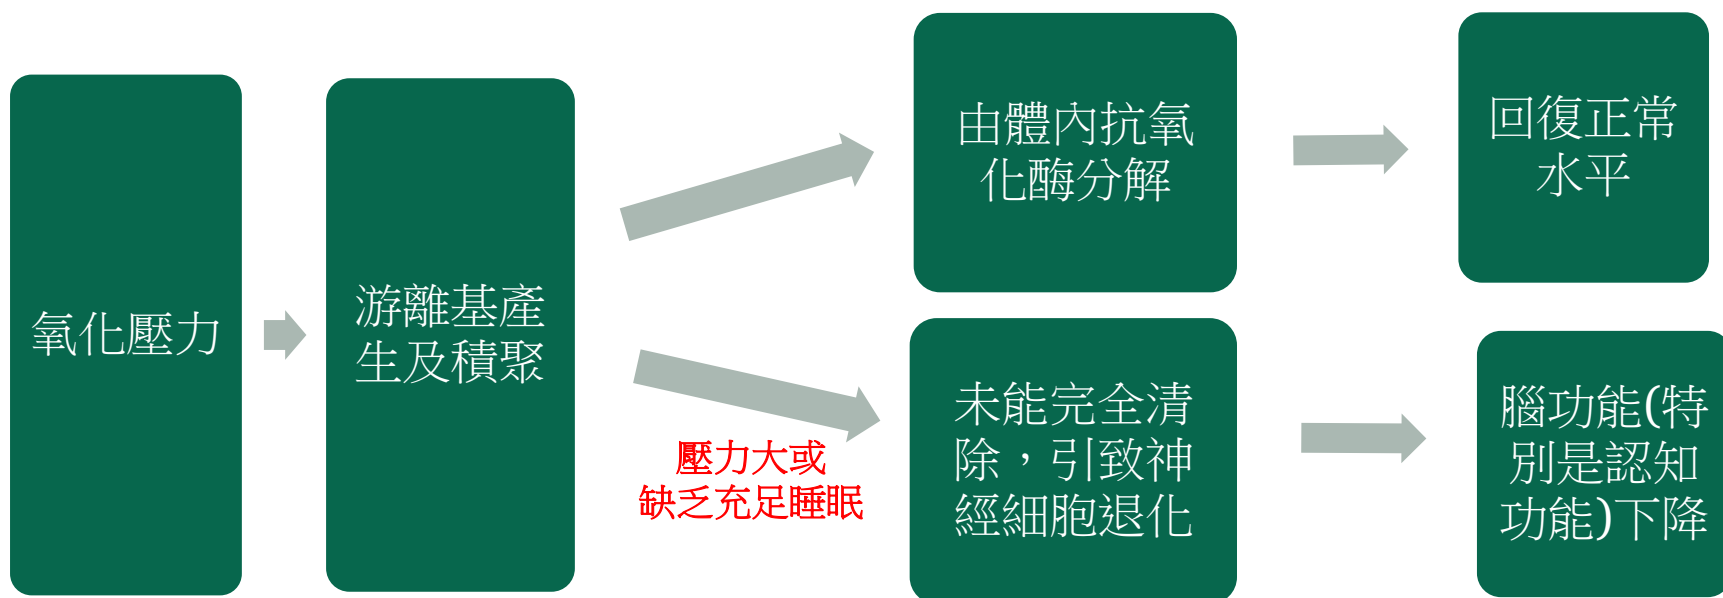 氧化壓力
游離基產
生及積聚
由體內抗氧
化酶分解
回復正常
水平
壓力大或
缺乏充足睡眠
未能完全清
除，引致神
經細胞退化
腦功能(特
別是認知
功能)下降